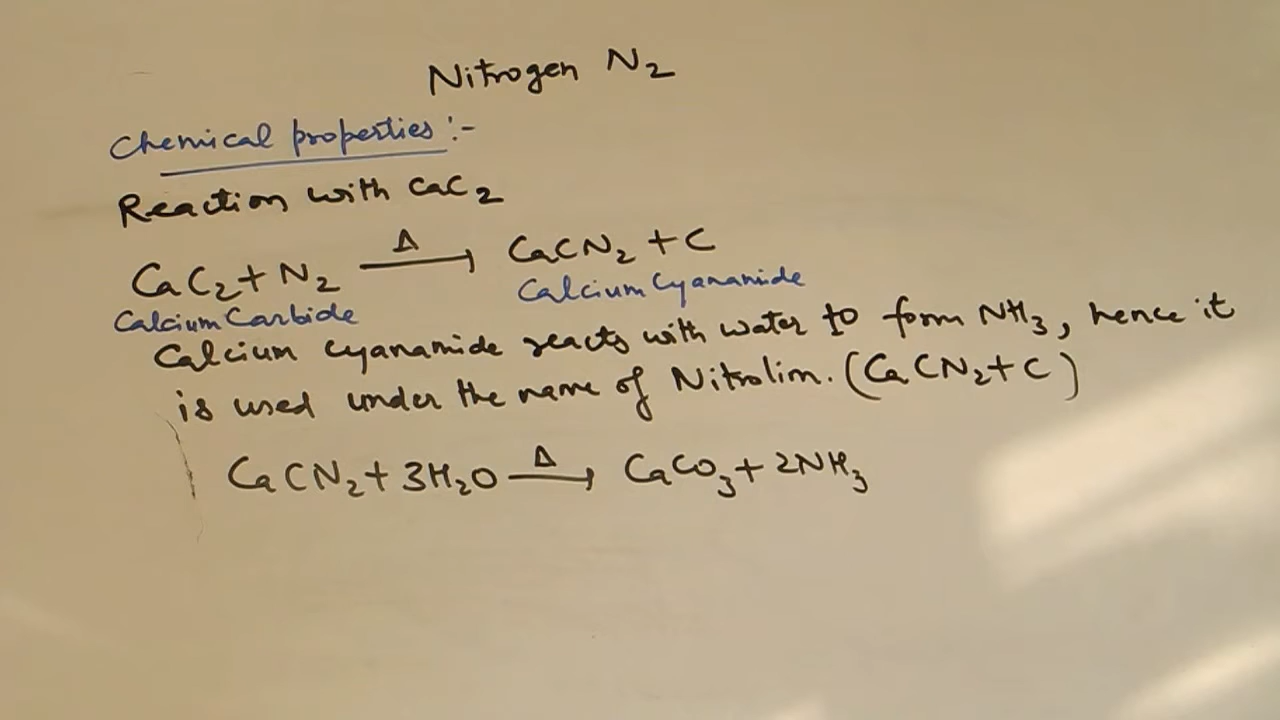 Nitrogen N₂
Chemical properties :-
Reaction with CaC₂
CaC₂ + N₂ —Δ→ CaCN₂ + C
Calcium Carbide Calcium Cyanamide
Calcium Cyanamide reacts with water to form NH₃, hence it
is used under the name of Nitrolim. (CaCN₂ + C)
CaCN₂ + 3H₂O —Δ→ CaCO₃ + 2NH₃